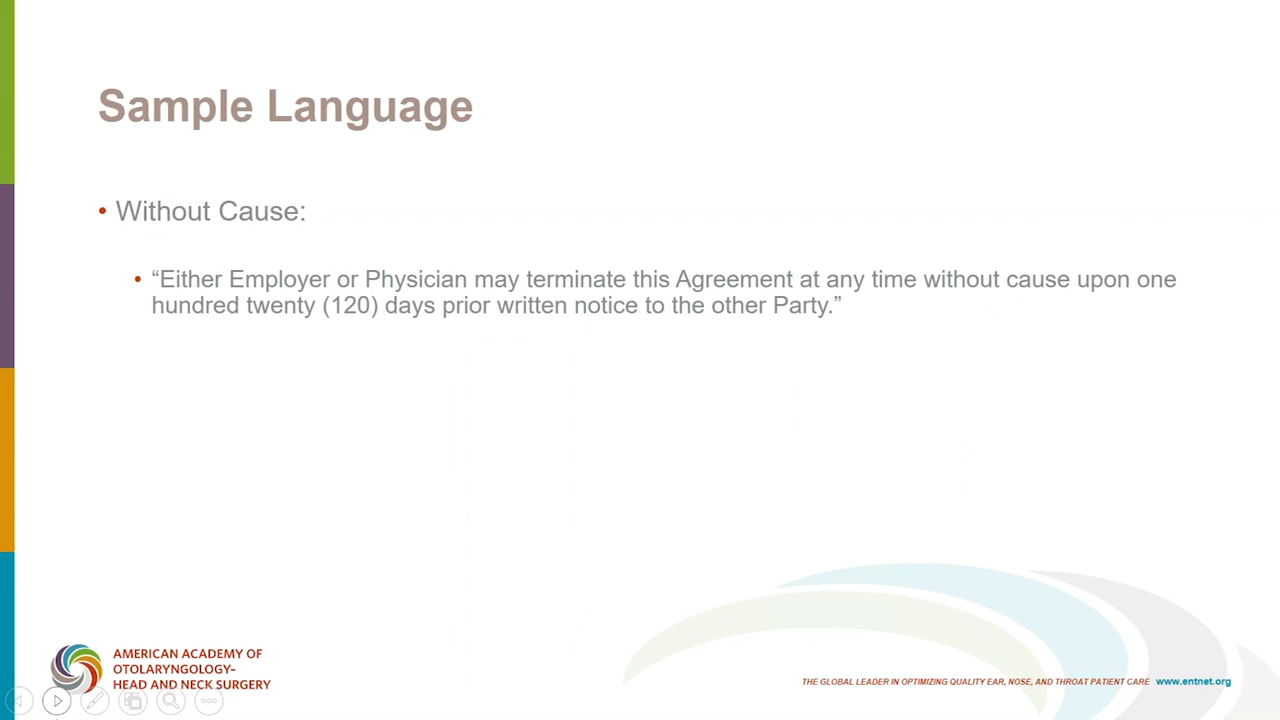 Sample Language
• Without Cause:
• “Either Employer or Physician may terminate this Agreement at any time without cause upon one
hundred twenty (120) days prior written notice to the other Party.”
AMERICAN ACADEMY OF
OTOLARYNGOLOGY–
HEAD AND NECK SURGERY
THE GLOBAL LEADER IN OPTIMIZING QUALITY EAR, NOSE, AND THROAT PATIENT CARE www.entnet.org